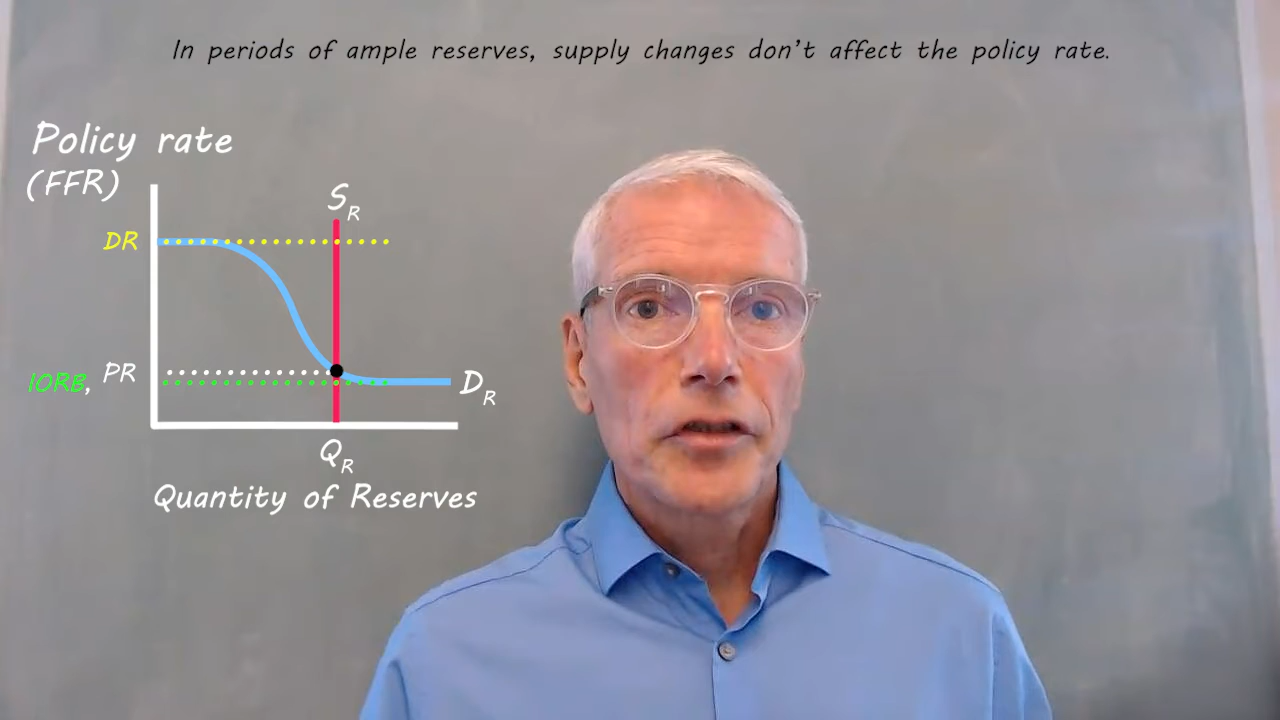 In periods of ample reserves, supply changes don't affect the policy rate.
Policy rate
(FFR)
S_R
DR
PR
IORB,
D_R
Q_R
Quantity of Reserves